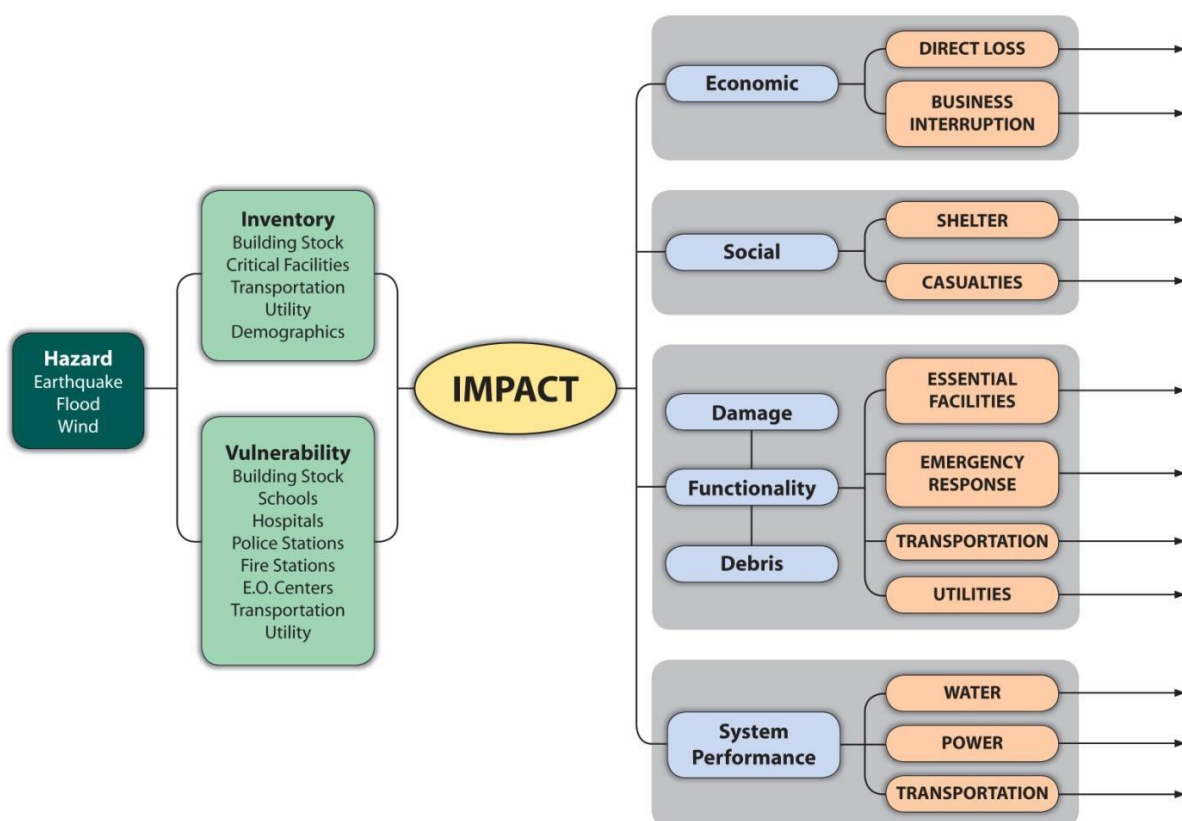 Hazard
Earthquake
Flood
Wind
Inventory
Building Stock
Critical Facilities
Transportation
Utility
Demographics
Vulnerability
Building Stock
Schools
Hospitals
Police Stations
Fire Stations
E.O. Centers
Transportation
Utility
IMPACT
Economic
DIRECT LOSS
BUSINESS
INTERRUPTION
Social
SHELTER
CASUALTIES
Damage
Functionality
Debris
ESSENTIAL
FACILITIES
EMERGENCY
RESPONSE
TRANSPORTATION
UTILITIES
System
Performance
WATER
POWER
TRANSPORTATION